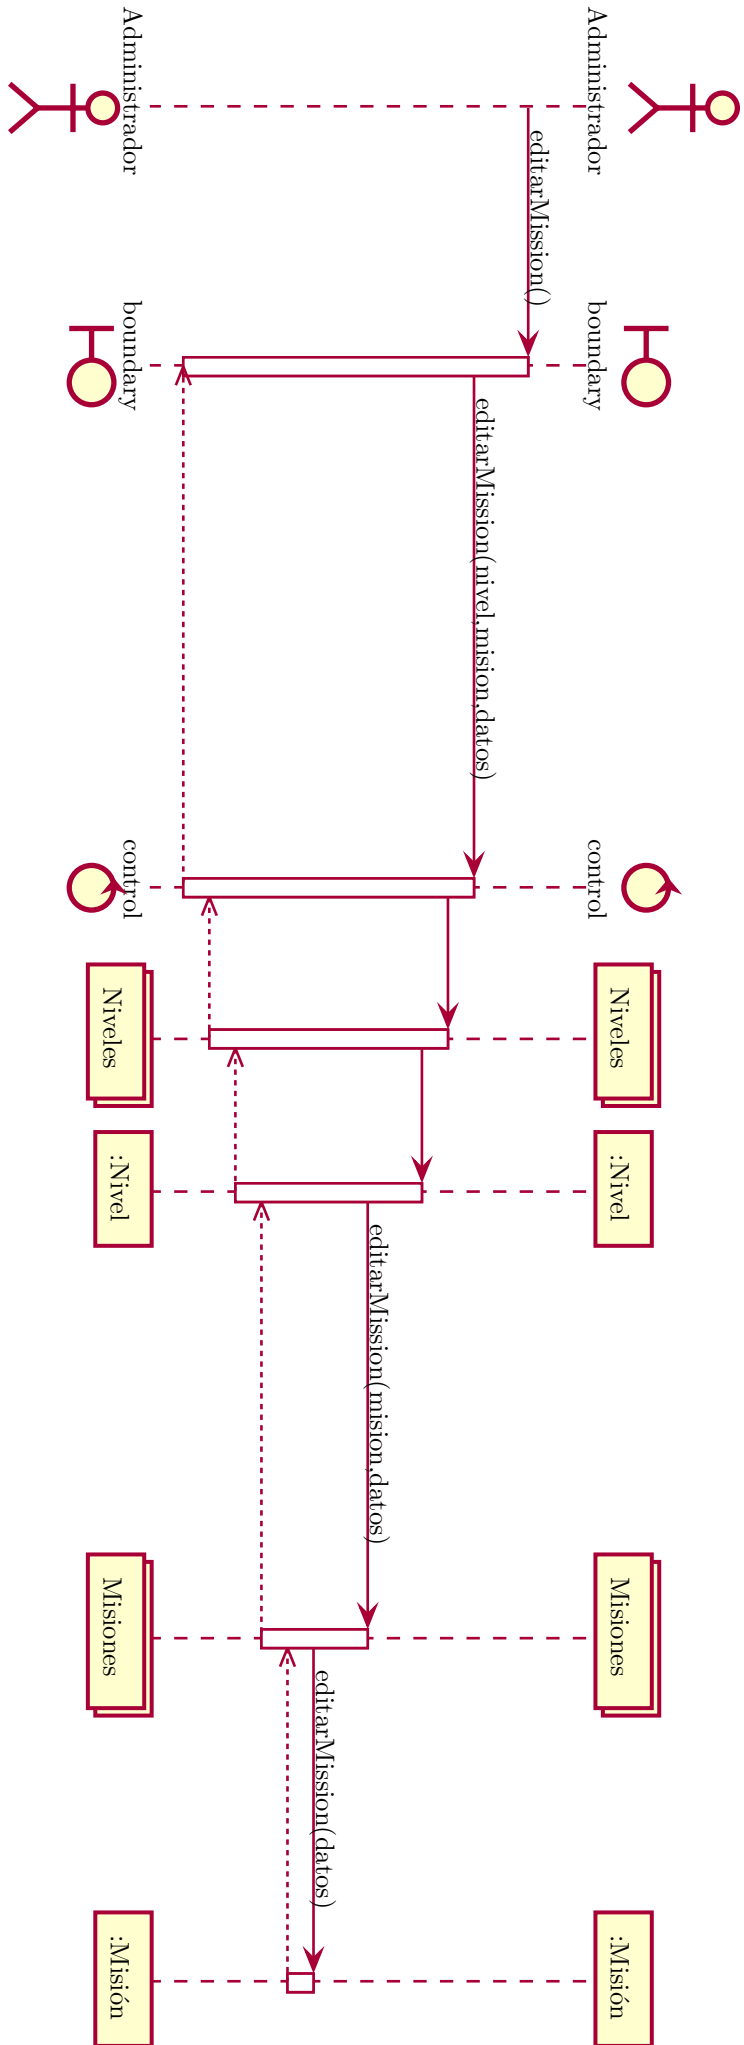 Administrador
boundary
control
Niveles
:Nivel
Misiones
:Misión
editarMission()
editarMission(nivel,mision,datos)
editarMission(mision,datos)
editarMission(datos)
Administrador
boundary
control
Niveles
:Nivel
Misiones
:Misión